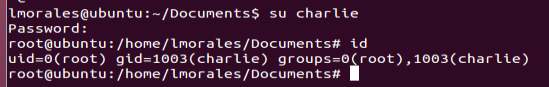 lmorales@ubuntu:~/Documents$ su charlie
Password:
root@ubuntu:/home/lmorales/Documents# id
uid=0(root) gid=1003(charlie) groups=0(root),1003(charlie)
root@ubuntu:/home/lmorales/Documents#